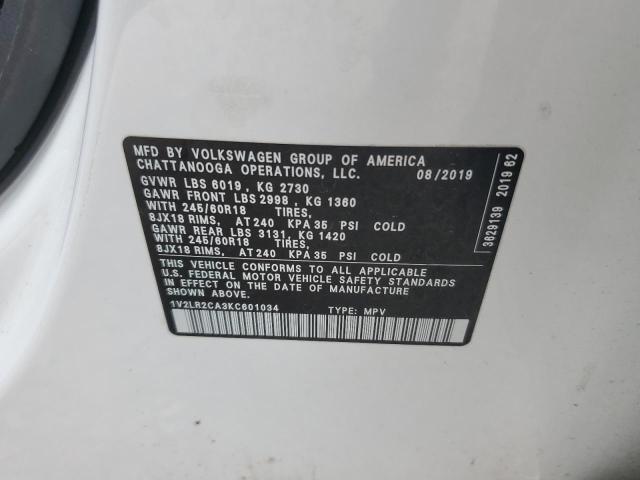 MFD BY VOLKSWAGEN GROUP OF AMERICA
CHATTANOOGA OPERATIONS, LLC. 08/2019
GVWR LBS 6019 , KG 2730
GAWR FRONT LBS 2998 , KG 1360
WITH 245/60R18 TIRES,
8JX18 RIMS, AT 240 KPA 35 PSI COLD
GAWR REAR LBS 3131, KG 1420
WITH 245/60R18 TIRES,
8JX18 RIMS, AT 240 KPA 35 PSI COLD
THIS VEHICLE CONFORMS TO ALL APPLICABLE
U.S. FEDERAL MOTOR VEHICLE SAFETY STANDARDS
IN EFFECT ON THE DATE OF MANUFACTURE
SHOWN ABOVE.
1V2LR2CA3KC601034 TYPE: MPV
3629139 2019 62